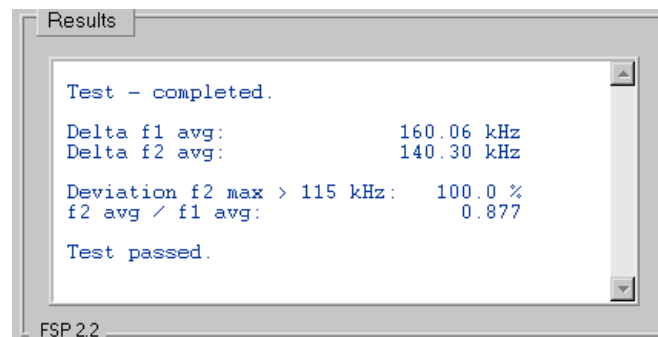 Results
Test - completed.
Delta f1 avg: 160.06 kHz
Delta f2 avg: 140.30 kHz
Deviation f2 max > 115 kHz: 100.0 %
f2 avg / f1 avg: 0.877
Test passed.
FSP 2.2